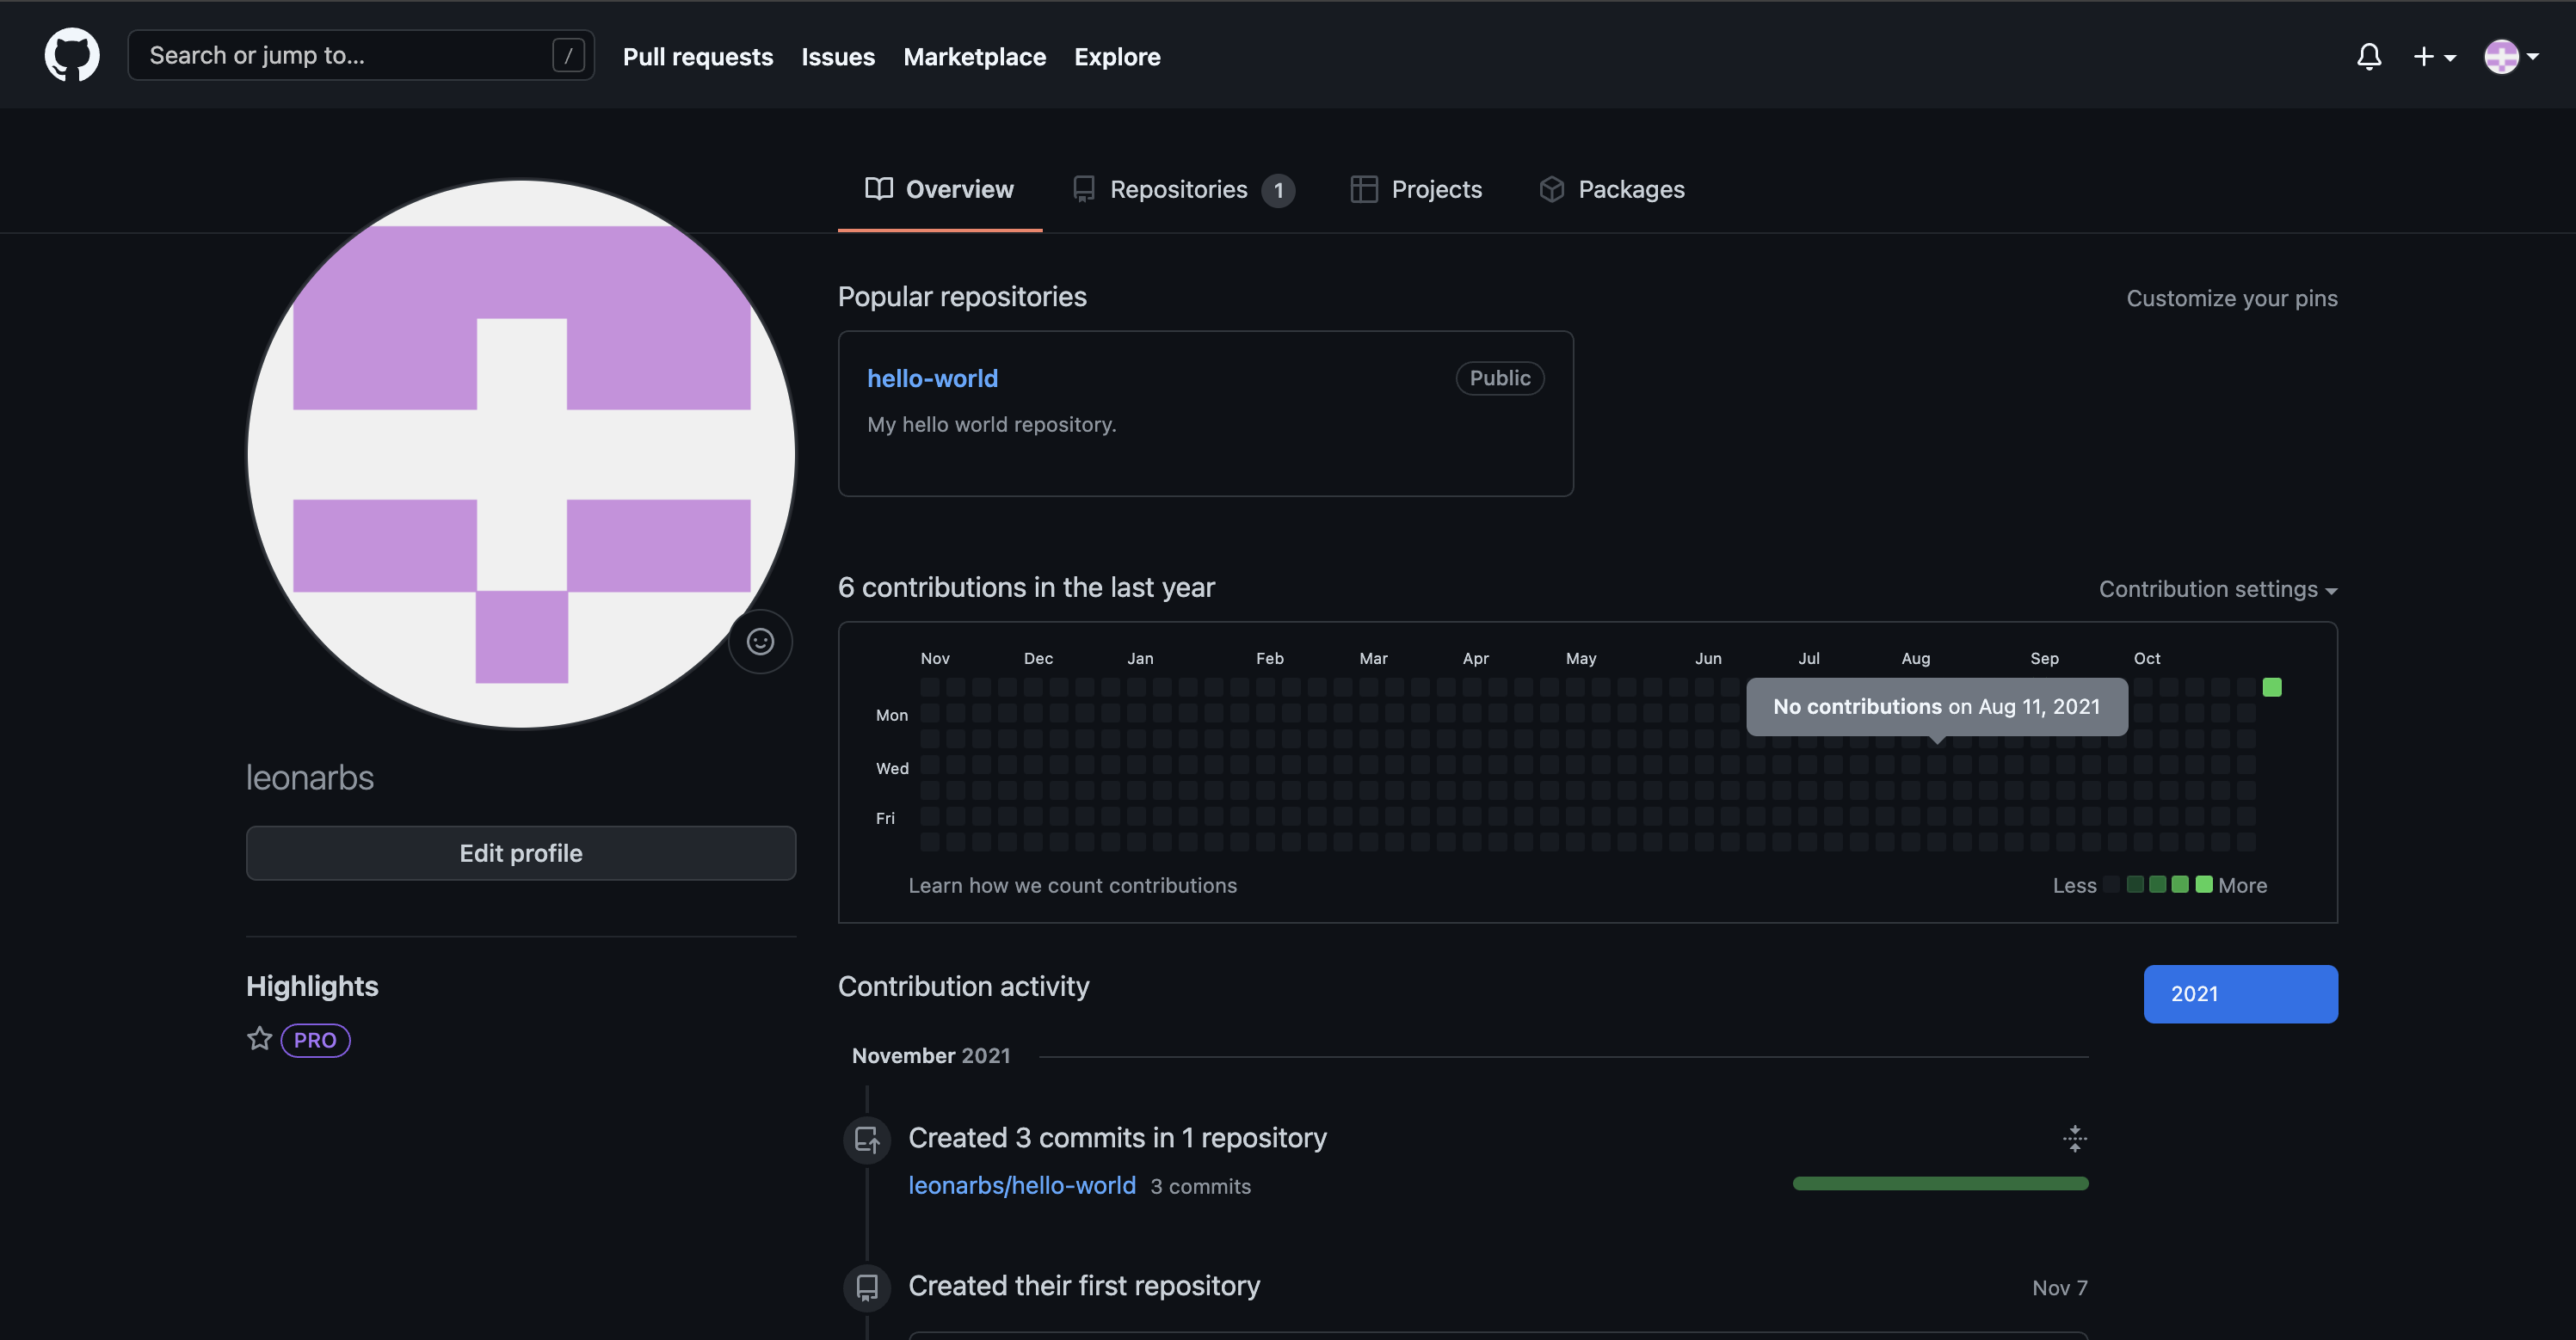 Search or jump to... /
Pull requests Issues Marketplace Explore
Overview Repositories 1 Projects Packages
Popular repositories Customize your pins
hello-world Public
My hello world repository.
6 contributions in the last year Contribution settings
Nov Dec Jan Feb Mar Apr May Jun Jul Aug Sep Oct
Mon
No contributions on Aug 11, 2021
Wed
Fri
Learn how we count contributions Less More
leonarbs
Edit profile
Highlights
PRO
Contribution activity 2021
November 2021
Created 3 commits in 1 repository
leonarbs/hello-world 3 commits
Created their first repository Nov 7